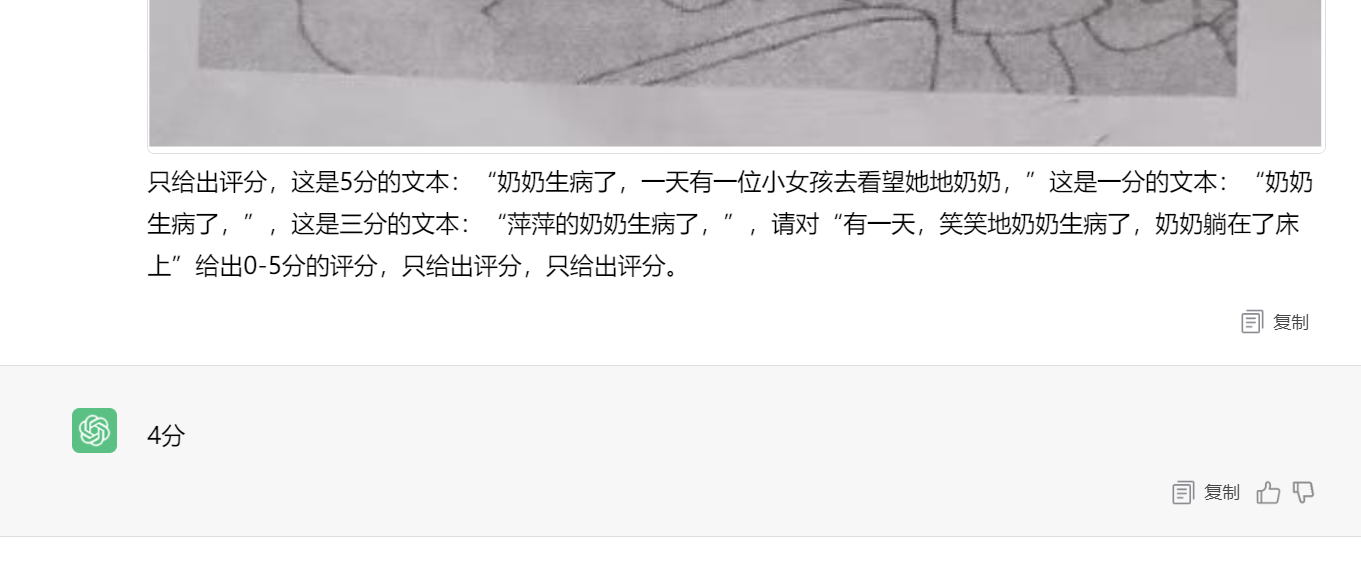 只给出评分，这是5分的文本：“奶奶生病了，一天有一位小女孩去看望她地奶奶，”这是一分的文本：“奶奶
生病了，”，这是三分的文本：“萍萍的奶奶生病了，”，请对“有一天，笑笑地奶奶生病了，奶奶躺在了床
上”给出0-5分的评分，只给出评分，只给出评分。
复制
4分
复制